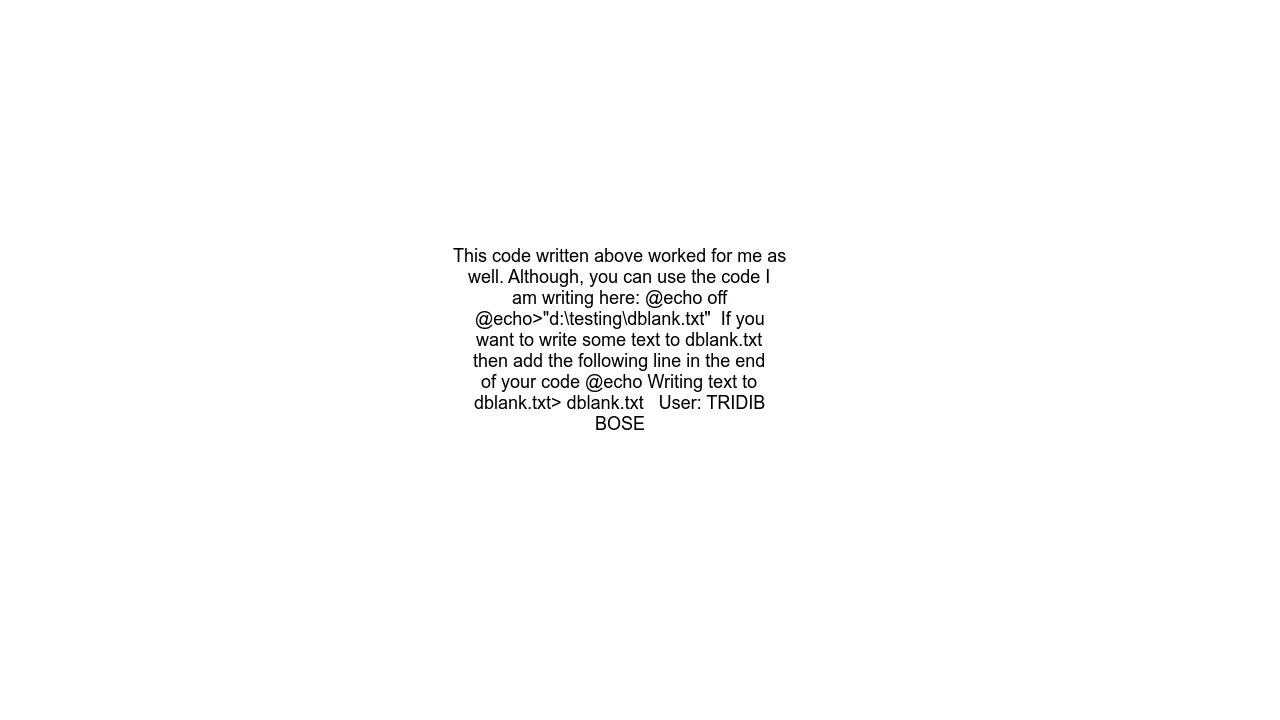 This code written above worked for me as
well. Although, you can use the code I
am writing here: @echo off
@echo>"d:\testing\dblank.txt"  If you
want to write some text to dblank.txt
then add the following line in the end
of your code @echo Writing text to
dblank.txt> dblank.txt   User: TRIDIB
BOSE